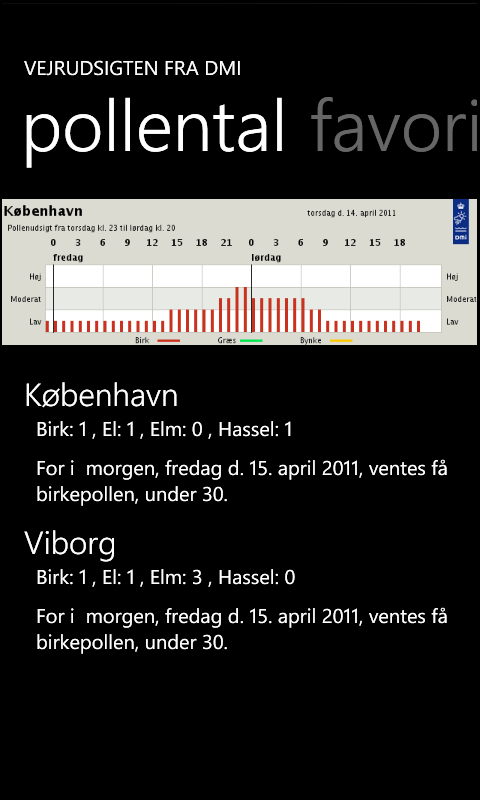 VEJRUDSIGTEN FRA DMI
pollental favori
København
torsdag d. 14. april 2011
Pollenudsigt fra torsdag kl. 23 til lørdag kl. 20
DMI
0 3 6 9 12 15 18 21 0 3 6 9 12 15 18
fredag lørdag
Høj Høj
Moderat Moderat
Lav Lav
Birk Græs Bynke
København
Birk: 1 , El: 1 , Elm: 0 , Hassel: 1
For i  morgen, fredag d. 15. april 2011, ventes få
birkepollen, under 30.
Viborg
Birk: 1 , El: 1 , Elm: 3 , Hassel: 0
For i  morgen, fredag d. 15. april 2011, ventes få
birkepollen, under 30.